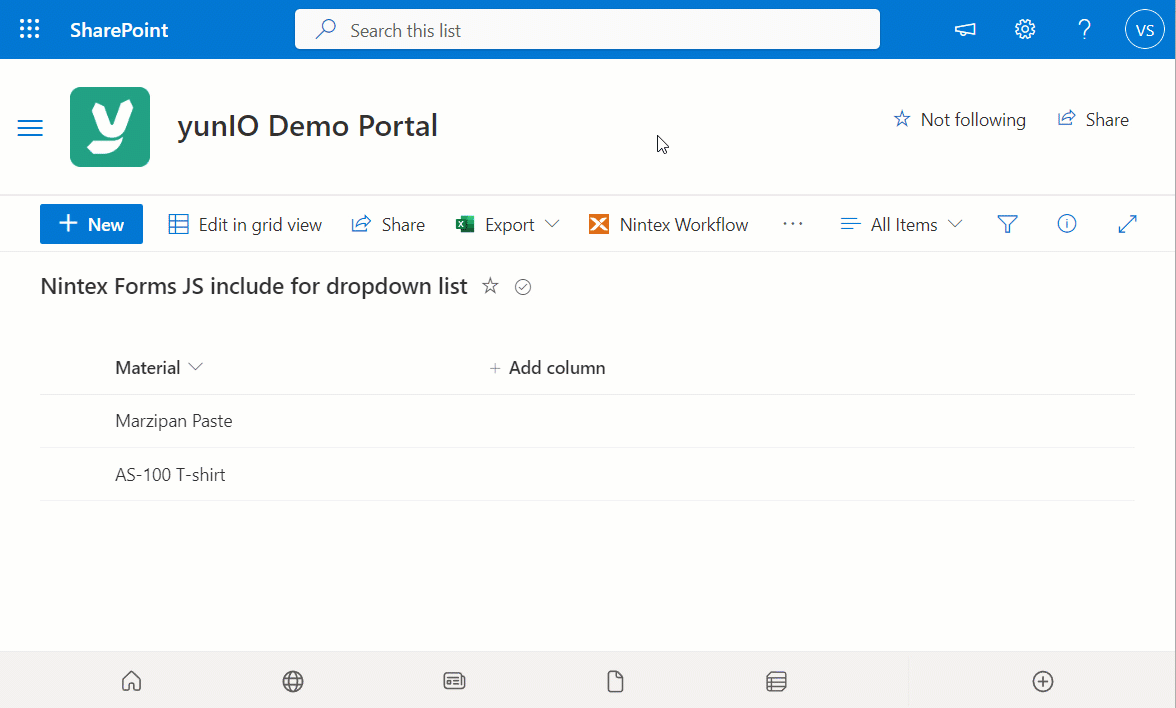 SharePoint
Search this list
?
VS
yunIO Demo Portal
Not following
Share
+ New
Edit in grid view
Share
Export
Nintex Workflow
...
All Items
Nintex Forms JS include for dropdown list
Material
+ Add column
Marzipan Paste
AS-100 T-shirt